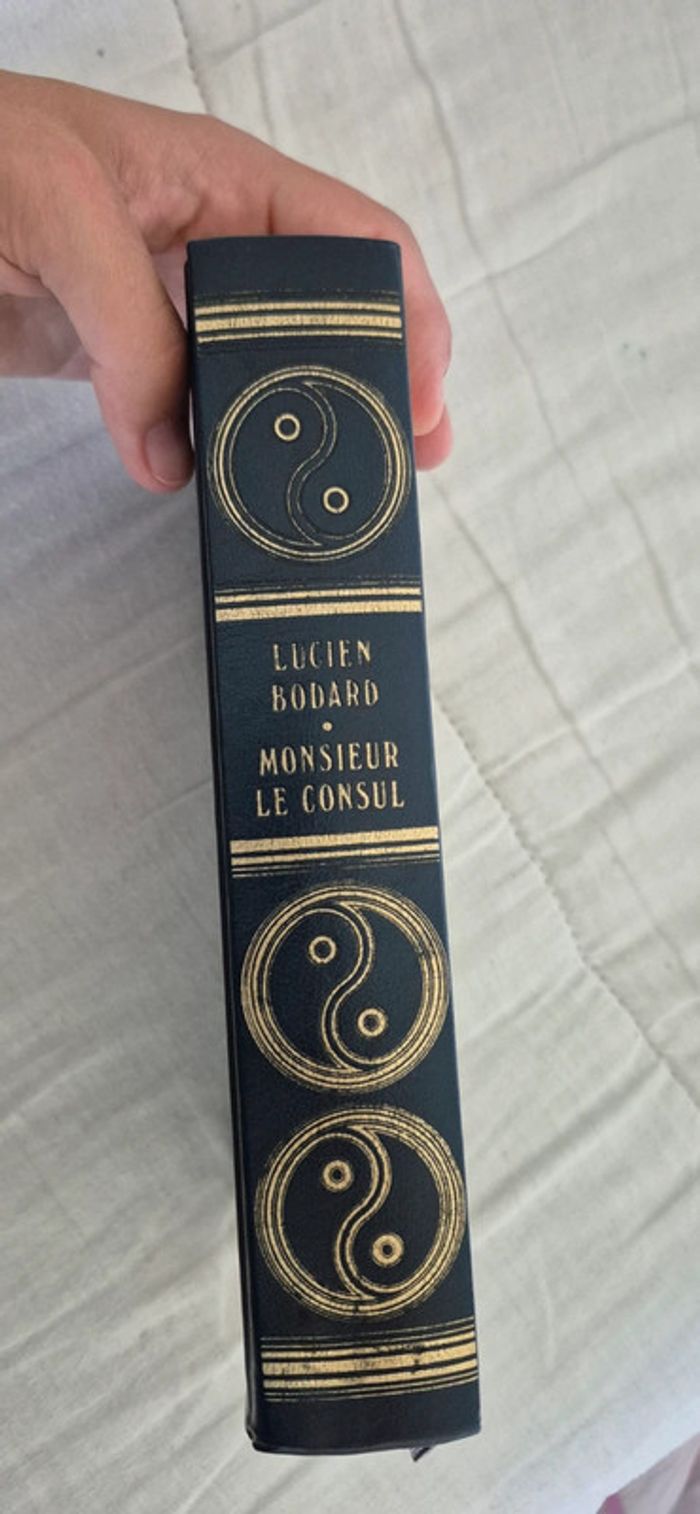 LUCIEN
BODARD
•
MONSIEUR
LE CONSUL